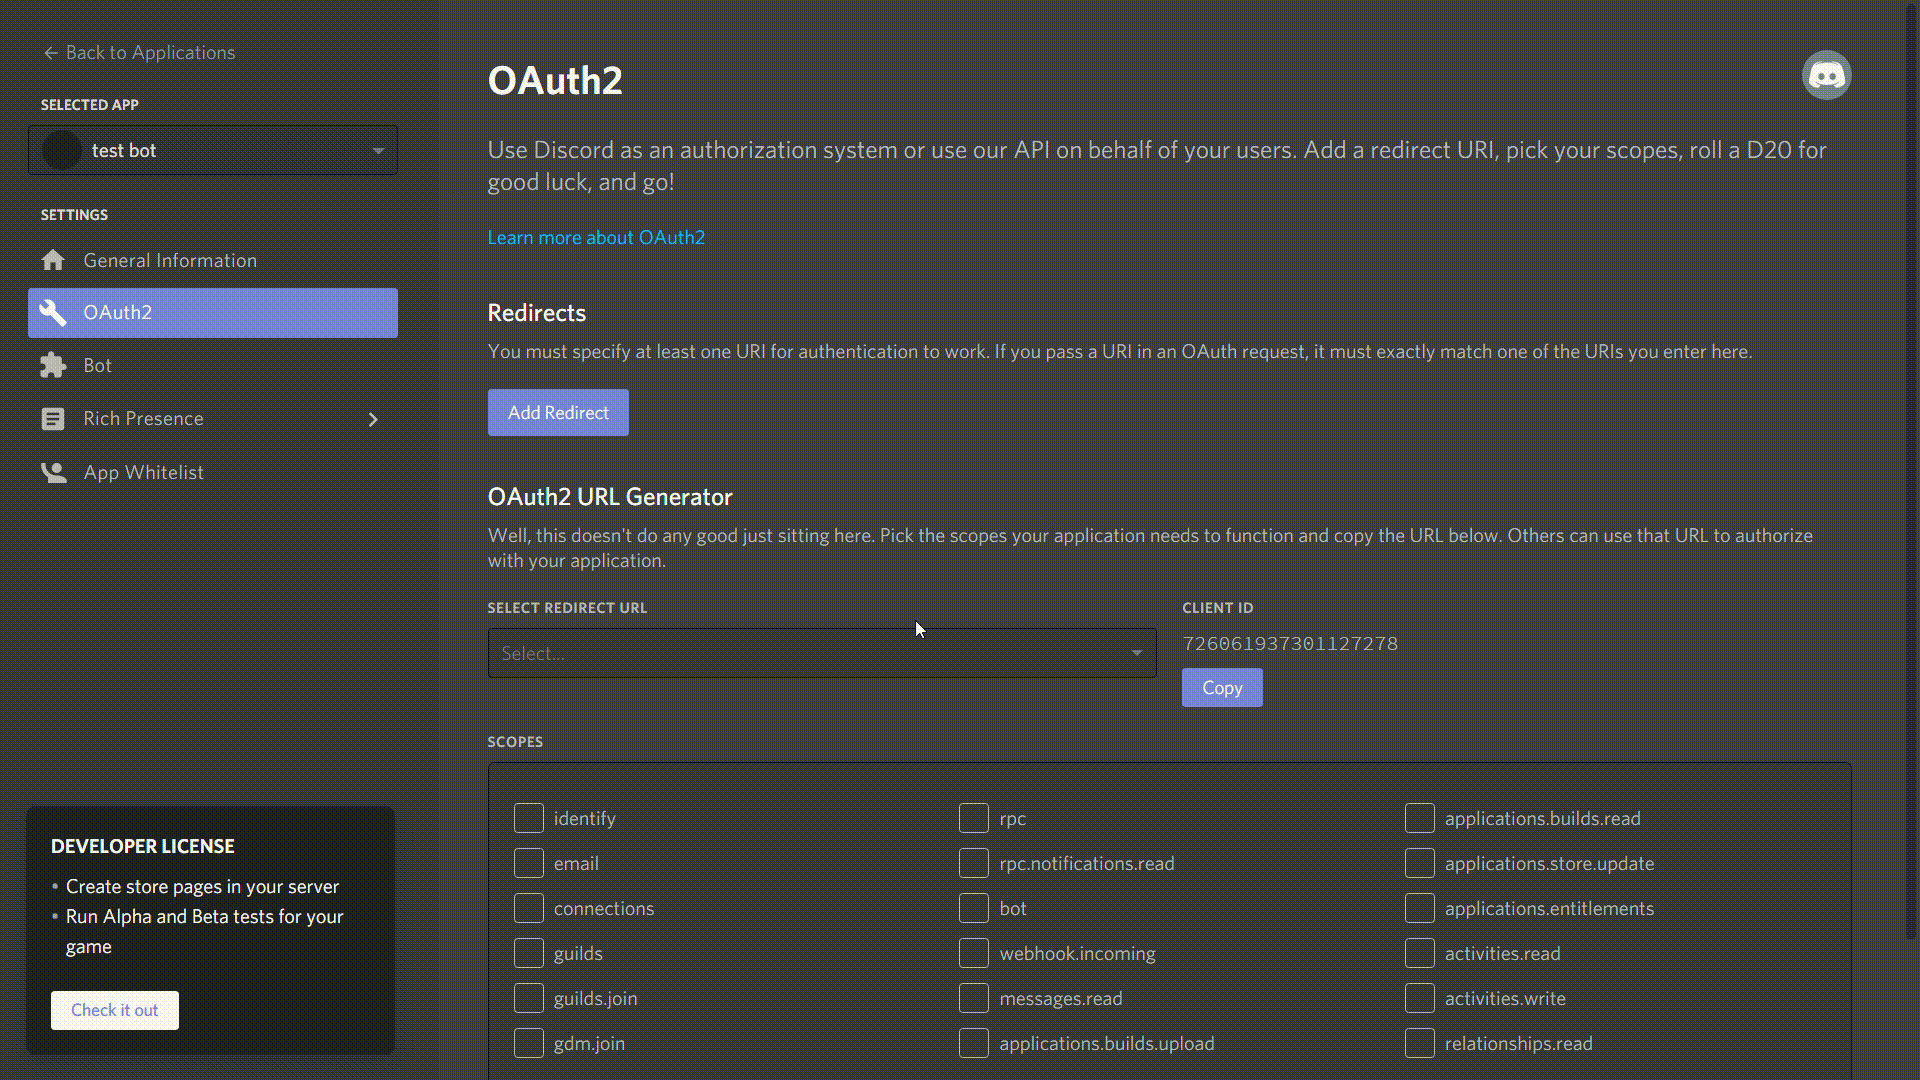 Back to Applications
SELECTED APP
test bot
SETTINGS
General Information
OAuth2
Bot
Rich Presence
App Whitelist
DEVELOPER LICENSE
• Create store pages in your server
• Run Alpha and Beta tests for your
game
Check it out
OAuth2
Use Discord as an authorization system or use our API on behalf of your users. Add a redirect URI, pick your scopes, roll a D20 for
good luck, and go!
Learn more about OAuth2
Redirects
You must specify at least one URI for authentication to work. If you pass a URI in an OAuth request, it must exactly match one of the URIs you enter here.
Add Redirect
OAuth2 URL Generator
Well, this doesn't do any good just sitting here. Pick the scopes your application needs to function and copy the URL below. Others can use that URL to authorize
with your application.
SELECT REDIRECT URL
Select...
CLIENT ID
726061937301127278
Copy
SCOPES
identify
email
connections
guilds
guilds.join
gdm.join
rpc
rpc.notifications.read
bot
webhook.incoming
messages.read
applications.builds.upload
applications.builds.read
applications.store.update
applications.entitlements
activities.read
activities.write
relationships.read